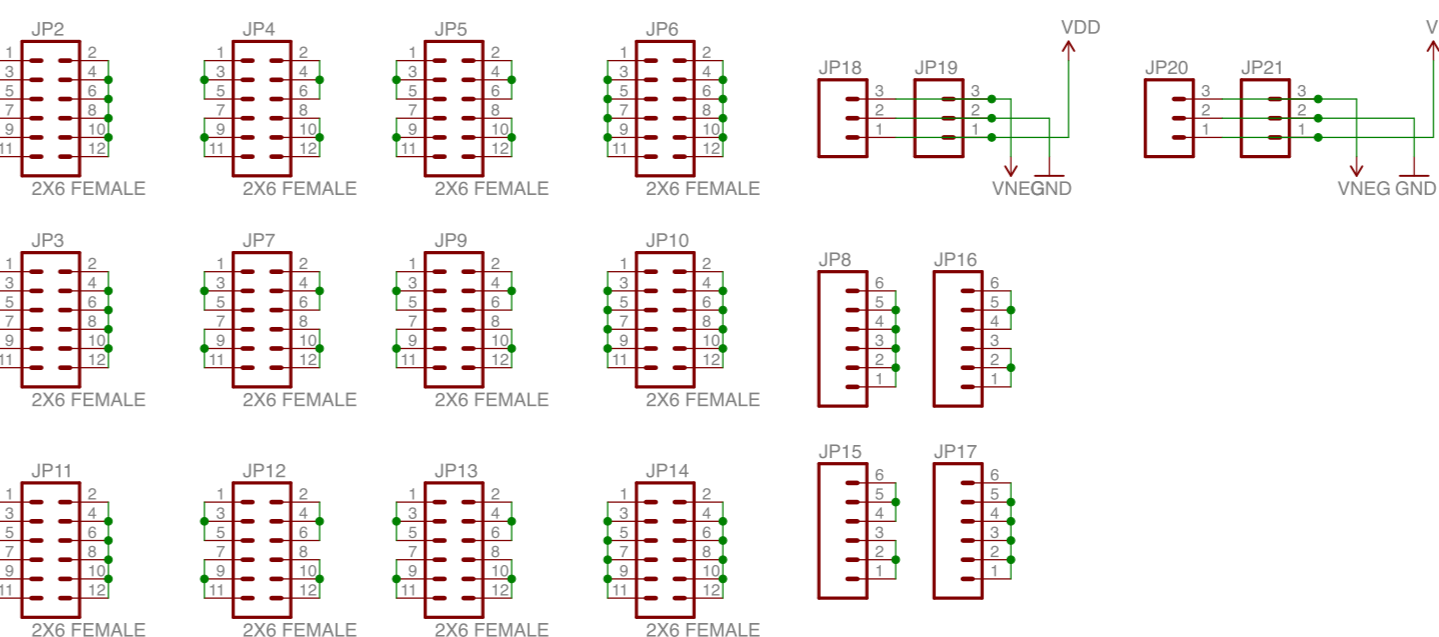 JP2 JP4 JP5 JP6 VDD V
1 2 1 2 1 2 1 2
3 4 3 4 3 4 3 4 JP18 JP19 JP20 JP21
5 6 5 6 5 6 5 6 3 3 3 3
7 8 7 8 7 8 7 8 2 2 2 2
9 10 9 10 9 10 9 10 1 1 1 1
11 12 11 12 11 12 11 12
2X6 FEMALE 2X6 FEMALE 2X6 FEMALE 2X6 FEMALE VNEG GND VNEG GND
JP3 JP7 JP9 JP10 JP8 JP16
1 2 1 2 1 2 1 2 6 6
3 4 3 4 3 4 3 4 5 5
5 6 5 6 5 6 5 6 4 4
7 8 7 8 7 8 7 8 3 3
9 10 9 10 9 10 9 10 2 2
11 12 11 12 11 12 11 12 1 1
2X6 FEMALE 2X6 FEMALE 2X6 FEMALE 2X6 FEMALE
JP11 JP12 JP13 JP14 JP15 JP17
1 2 1 2 1 2 1 2 6 6
3 4 3 4 3 4 3 4 5 5
5 6 5 6 5 6 5 6 4 4
7 8 7 8 7 8 7 8 3 3
9 10 9 10 9 10 9 10 2 2
11 12 11 12 11 12 11 12 1 1
2X6 FEMALE 2X6 FEMALE 2X6 FEMALE 2X6 FEMALE